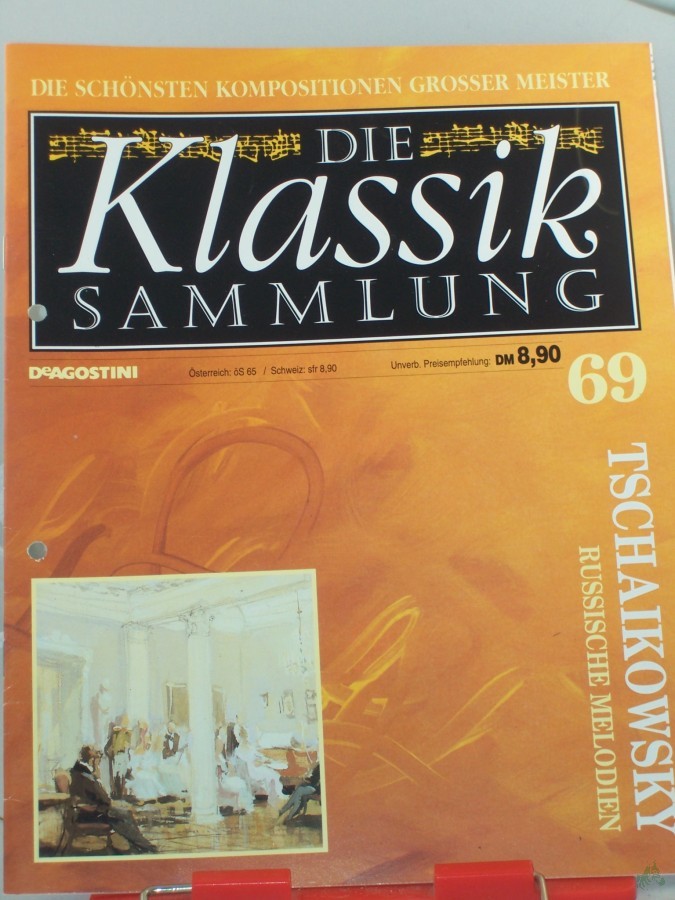 DIE SCHÖNSTEN KOMPOSITIONEN GROSSER MEISTER
DIE
Klassik
SAMMLUNG
DeAGOSTINI
Österreich: öS 65 / Schweiz: sfr 8,90
Unverb. Preisempfehlung: DM 8,90
69
TSCHAIKOWSKY
RUSSISCHE MELODIEN